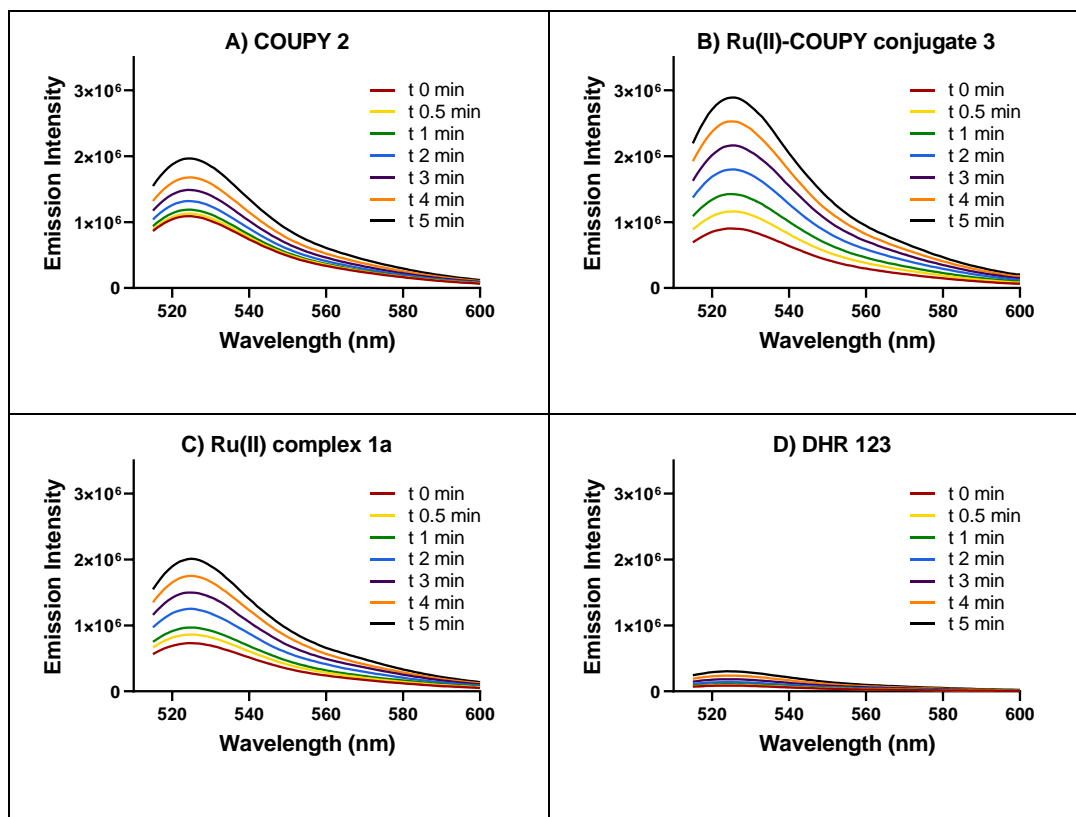 A) COUPY 2
Emission Intensity
3×10⁶
2×10⁶
1×10⁶
0
t 0 min
t 0.5 min
t 1 min
t 2 min
t 3 min
t 4 min
t 5 min
520 540 560 580 600
Wavelength (nm)
B) Ru(II)-COUPY conjugate 3
Emission Intensity
3×10⁶
2×10⁶
1×10⁶
0
t 0 min
t 0.5 min
t 1 min
t 2 min
t 3 min
t 4 min
t 5 min
520 540 560 580 600
Wavelength (nm)
C) Ru(II) complex 1a
Emission Intensity
3×10⁶
2×10⁶
1×10⁶
0
t 0 min
t 0.5 min
t 1 min
t 2 min
t 3 min
t 4 min
t 5 min
520 540 560 580 600
Wavelength (nm)
D) DHR 123
Emission Intensity
3×10⁶
2×10⁶
1×10⁶
0
t 0 min
t 0.5 min
t 1 min
t 2 min
t 3 min
t 4 min
t 5 min
520 540 560 580 600
Wavelength (nm)